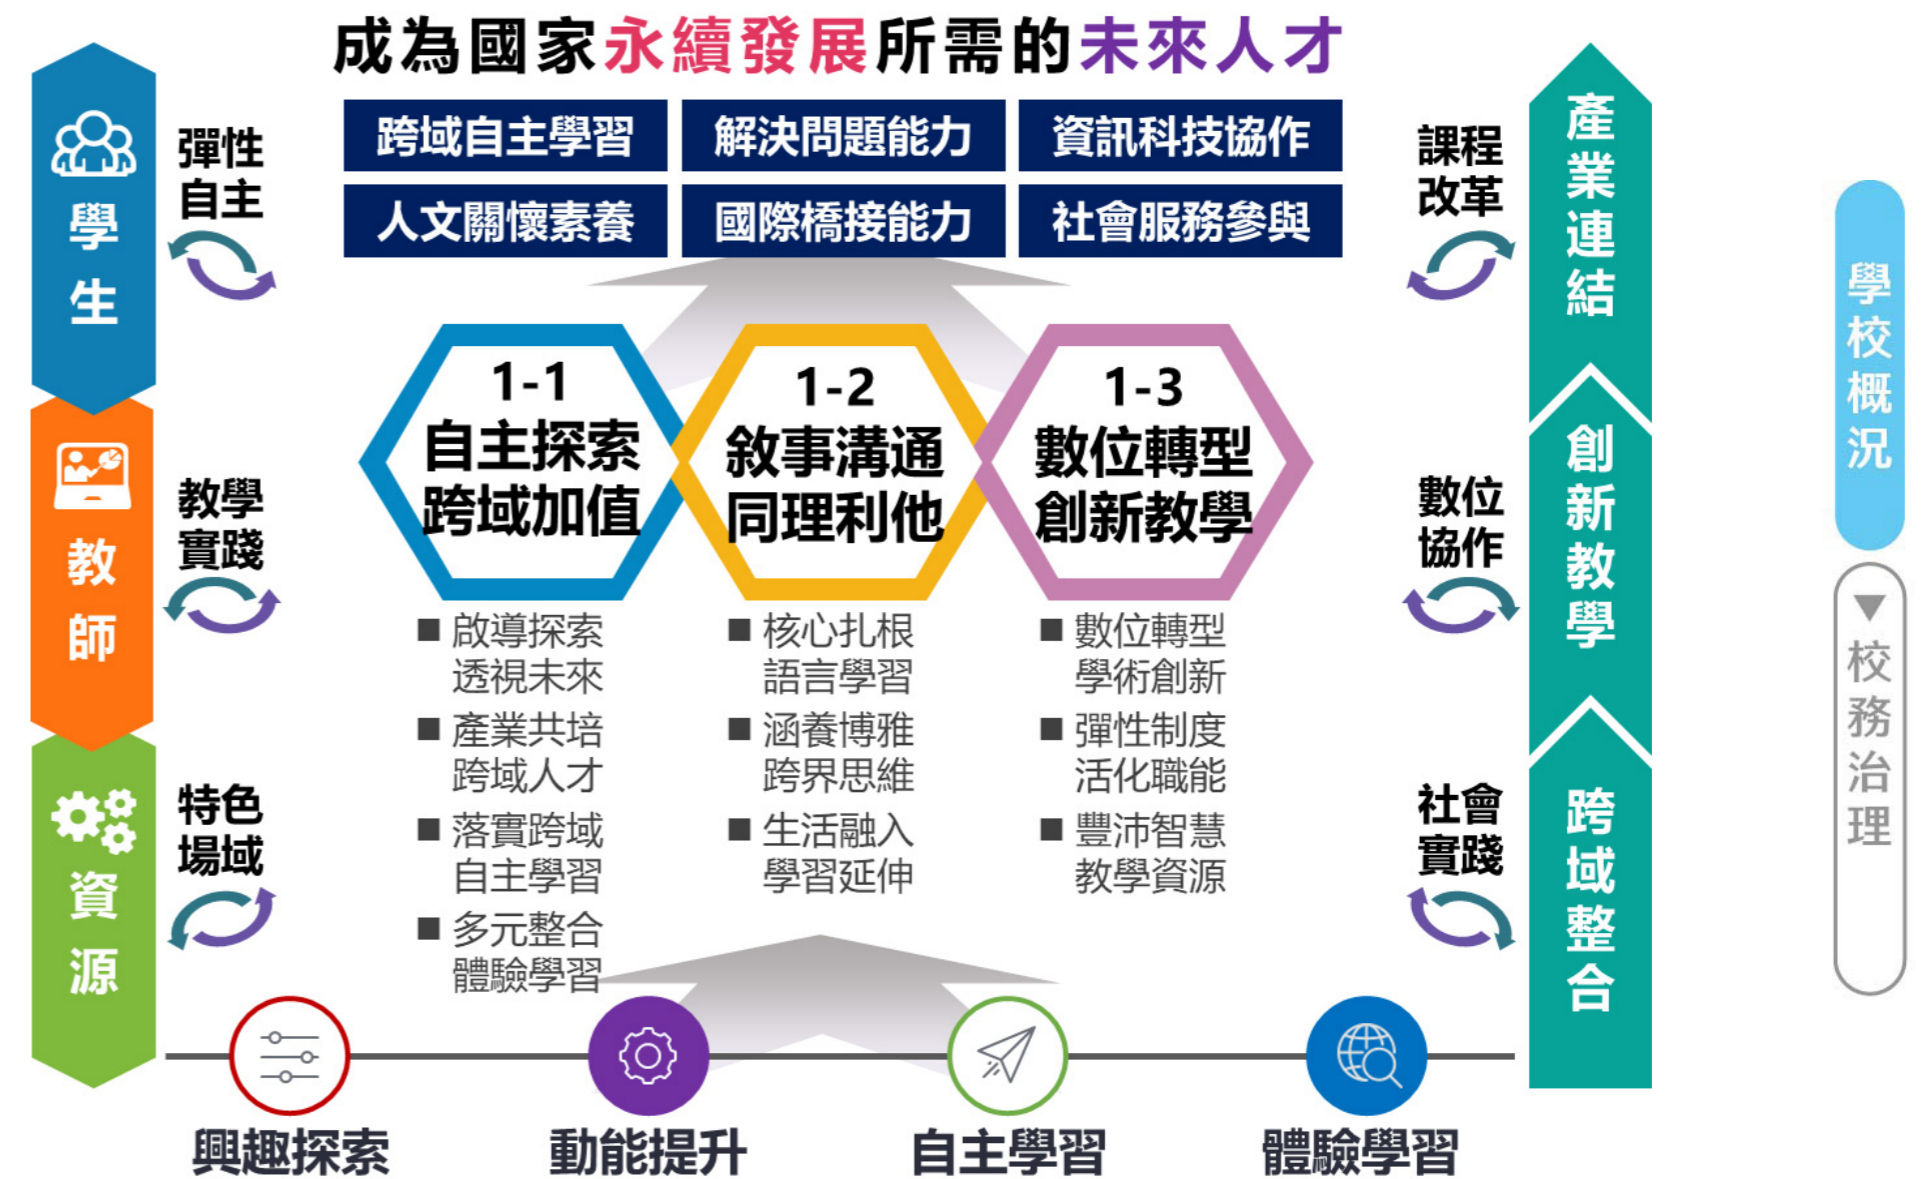 成為國家永續發展所需的未來人才
跨域自主學習
解決問題能力
資訊科技協作
人文關懷素養
國際橋接能力
社會服務參與
學生
教師
資源
彈性
自主
教學
實踐
特色
場域
1-1
自主探索
跨域加值
啟導探索
透視未來
產業共培
跨域人才
落實跨域
自主學習
多元整合
體驗學習
1-2
敘事溝通
同理利他
核心扎根
語言學習
涵養博雅
跨界思維
生活融入
學習延伸
1-3
數位轉型
創新教學
數位轉型
學術創新
彈性制度
活化職能
豐沛智慧
教學資源
課程
改革
數位
協作
社會
實踐
產業連結
創新教學
跨域整合
興趣探索
動能提升
自主學習
體驗學習
學校概況
▼校務治理